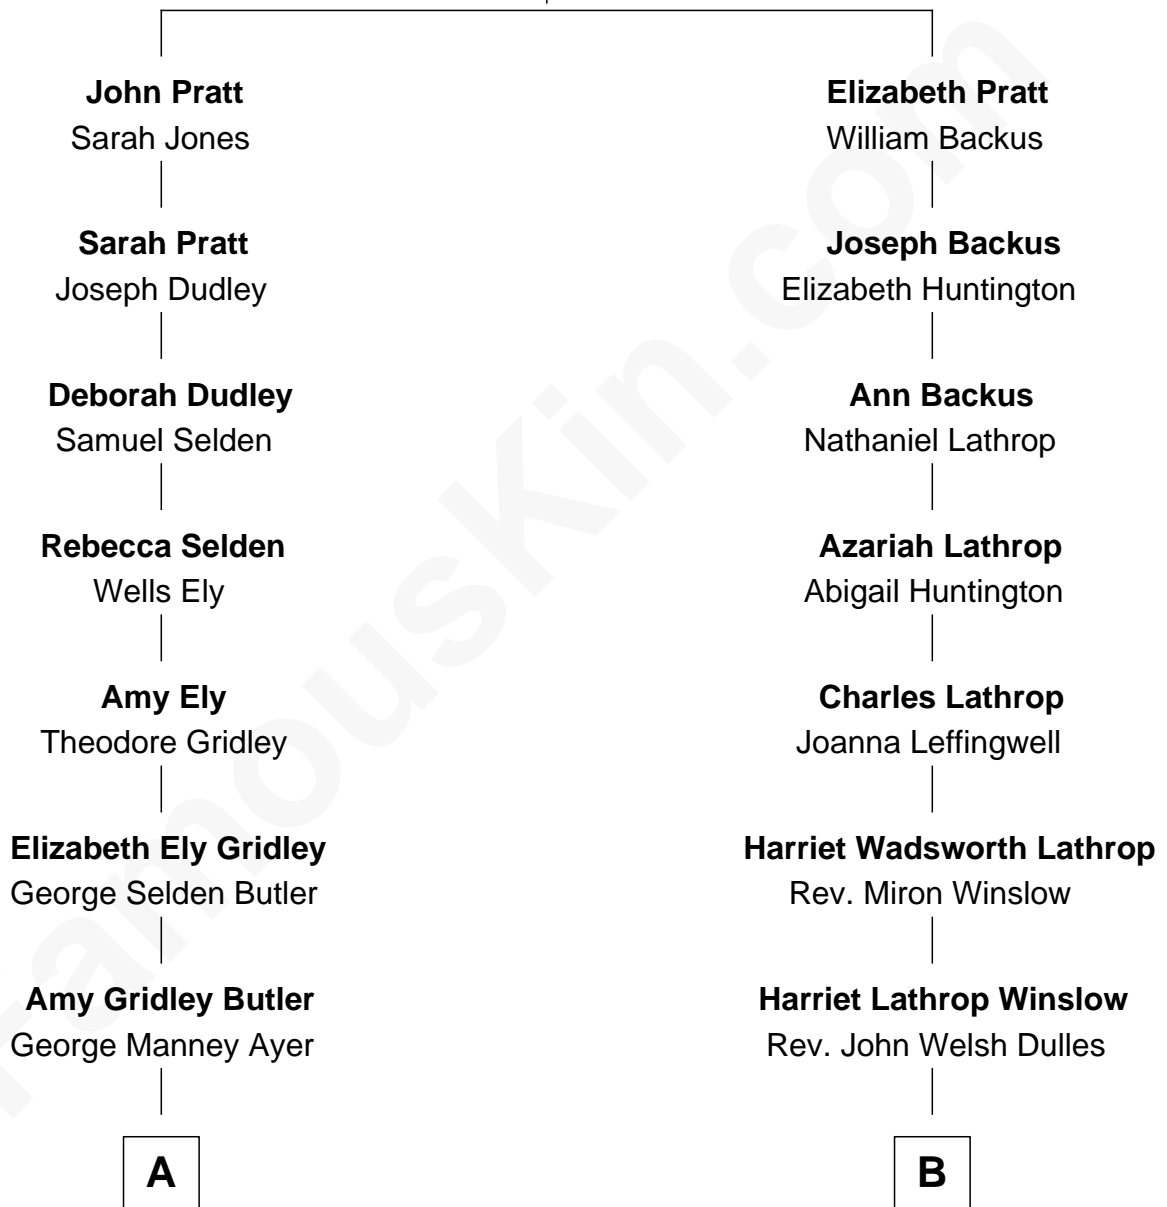 John Pratt
Sarah Jones
Sarah Pratt
Joseph Dudley
Deborah Dudley
Samuel Selden
Rebecca Selden
Wells Ely
Amy Ely
Theodore Gridley
Elizabeth Ely Gridley
George Selden Butler
Amy Gridley Butler
George Manney Ayer
A
Elizabeth Pratt
William Backus
Joseph Backus
Elizabeth Huntington
Ann Backus
Nathaniel Lathrop
Azariah Lathrop
Abigail Huntington
Charles Lathrop
Joanna Leffingwell
Harriet Wadsworth Lathrop
Rev. Miron Winslow
Harriet Lathrop Winslow
Rev. John Welsh Dulles
B
FamousKin.com